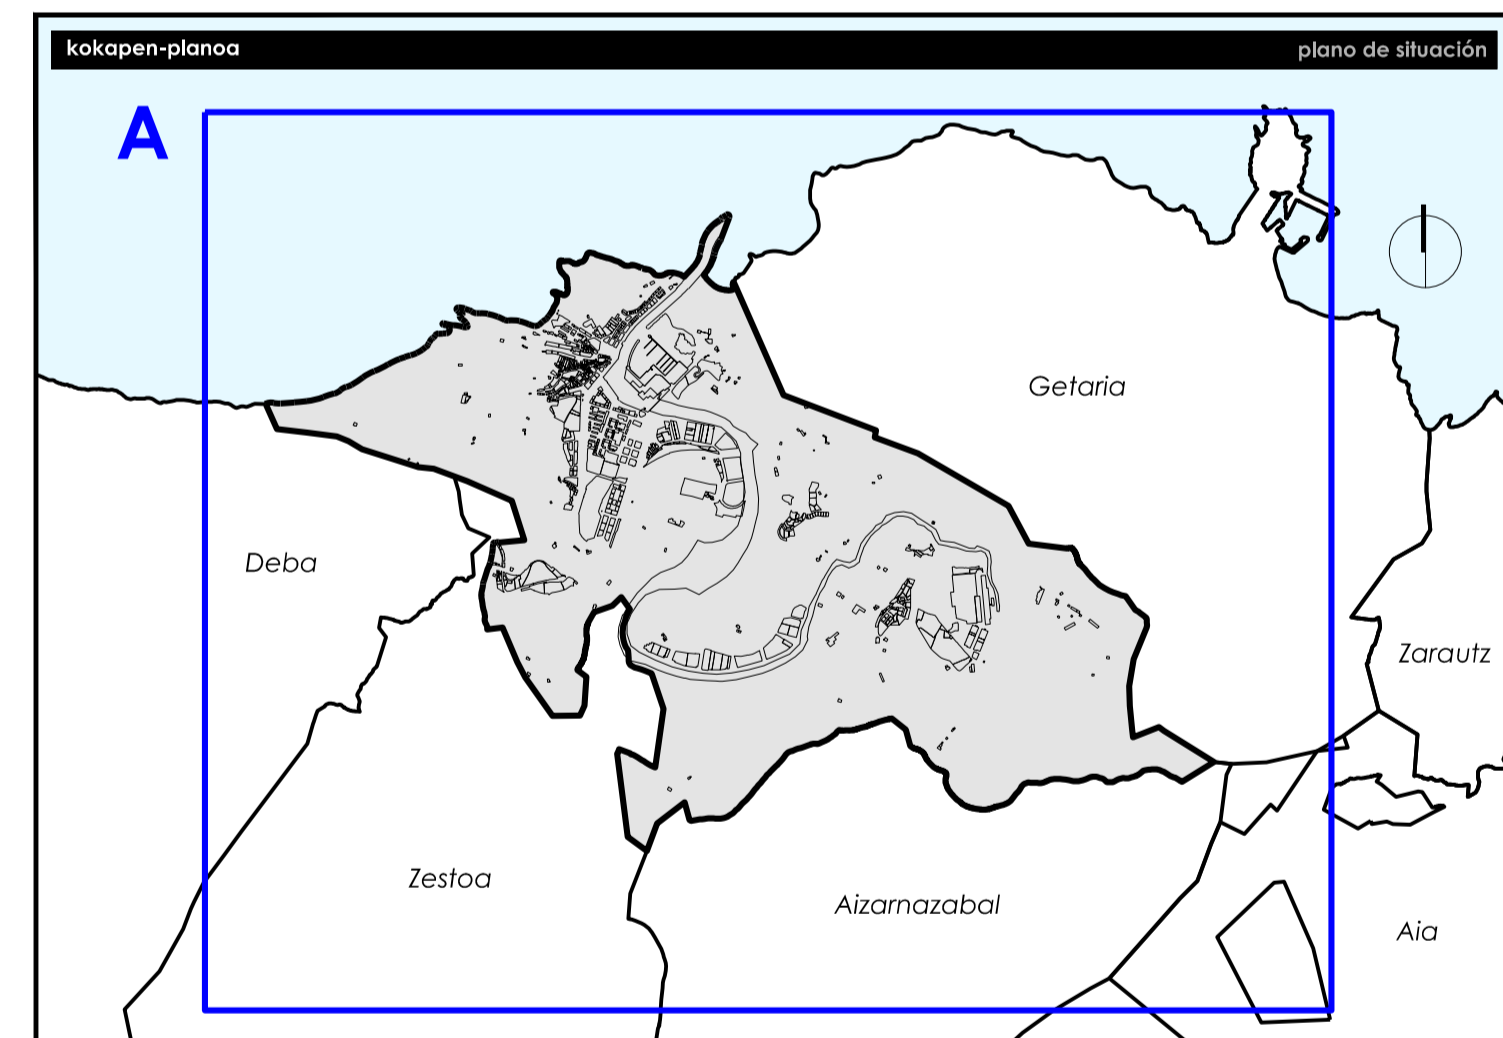 kokapen-planoa
plano de situación
A
Getaria
Deba
Zarautz
Zestoa
Aizarnazabal
Aia